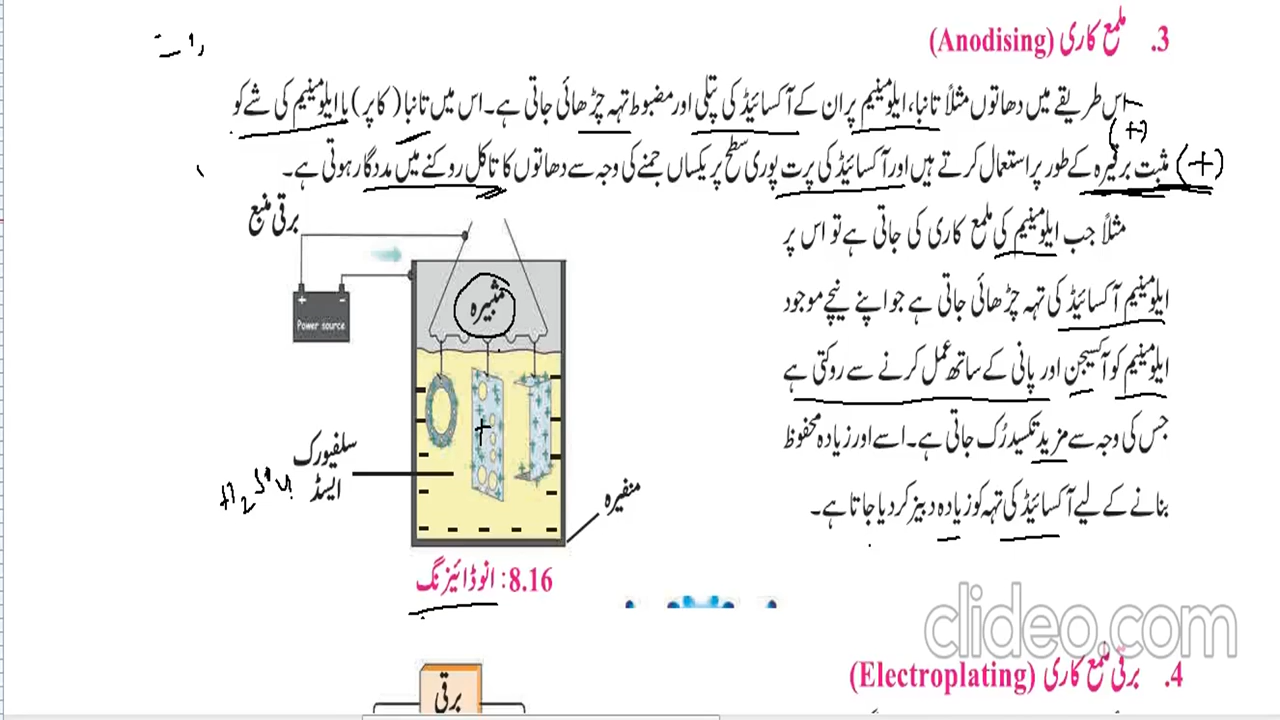 3. ملمع کاری (Anodising)
اس طریقے میں دھاتوں مثلاً تانبا، ایلومینیم پر ان کے آکسائیڈ کی پتلی اور مضبوط تہہ چڑھائی جاتی ہے۔ اس میں تانبا (کاپر) یا ایلومینیم کی شے کو
(+)
مثبت برقیرہ کے طور پر استعمال کرتے ہیں اور آکسائیڈ کی پرت پوری سطح پر یکساں جمنے کی وجہ سے دھاتوں کا تاکل روکنے میں مددگار ہوتی ہے۔
(+)
مثلاً جب ایلومینیم کی ملمع کاری کی جاتی ہے تو اس پر
ایلومینیم آکسائیڈ کی تہہ چڑھائی جاتی ہے جو اپنے نیچے موجود
ایلومینیم کو آکسیجن اور پانی کے ساتھ عمل کرنے سے روکتی ہے
جس کی وجہ سے مزید تکسید رُک جاتی ہے۔ اسے اور زیادہ محفوظ
بنانے کے لیے آکسائیڈ کی تہہ کو زیادہ دبیز کر دیا جاتا ہے۔
برقی منبع
+ -
Power source
مثبیرہ
+
سلفیورک
ایسڈ
H2SO4
منفیرہ
8.16: انوڈائیزنگ
clideo.com
4. برقی ملمع کاری (Electroplating)
برقی